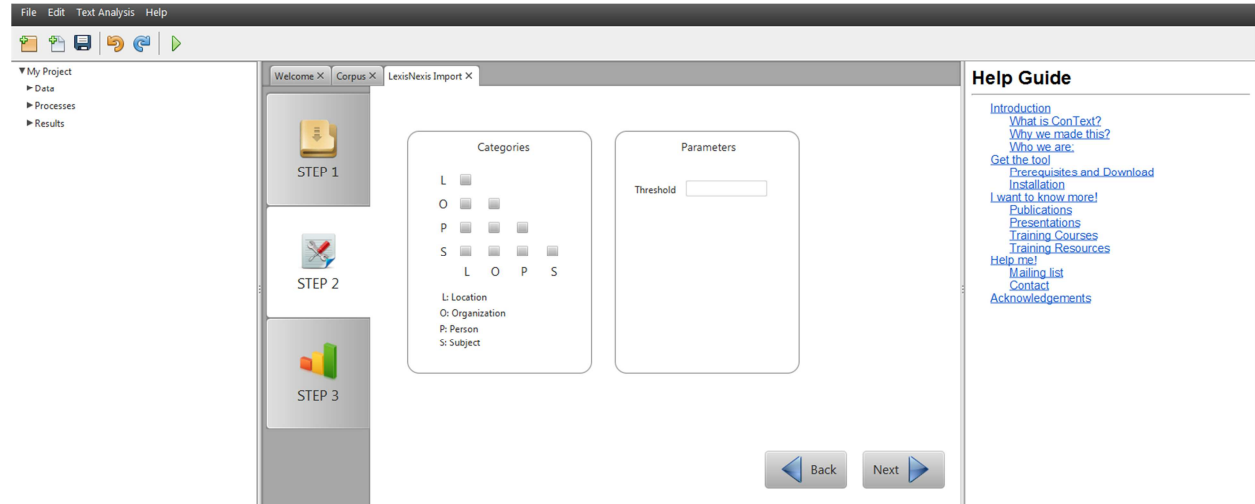 File Edit Text Analysis Help
My Project
Data
Processes
Results
Welcome X Corpus X LexisNexis Import X
STEP 1
STEP 2
STEP 3
Categories
L
O
P
S
L O P S
L: Location
O: Organization
P: Person
S: Subject
Parameters
Threshold
Back Next
Help Guide
Introduction
What is ConText?
Why we made this?
Who we are:
Get the tool
Prerequisites and Download
Installation
I want to know more!
Publications
Presentations
Training Courses
Training Resources
Help me!
Mailing list
Contact
Acknowledgements